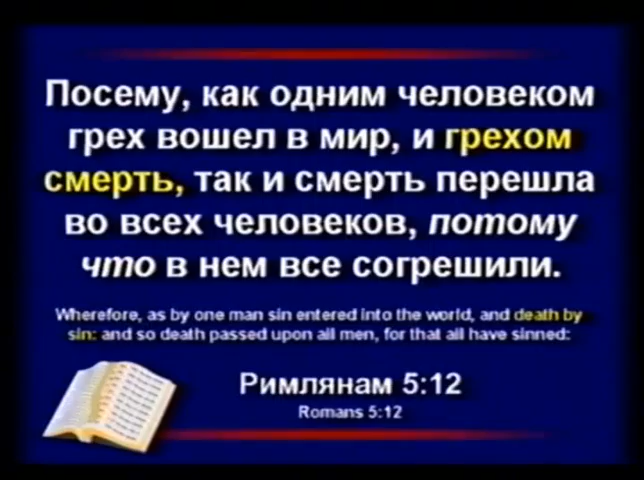 Посему, как одним человеком
грех вошел в мир, и грехом
смерть, так и смерть перешла
во всех человеков, потому
что в нем все согрешили.
Wherefore, as by one man sin entered into the world, and death by
sin: and so death passed upon all men, for that all have sinned:
Римлянам 5:12
Romans 5:12